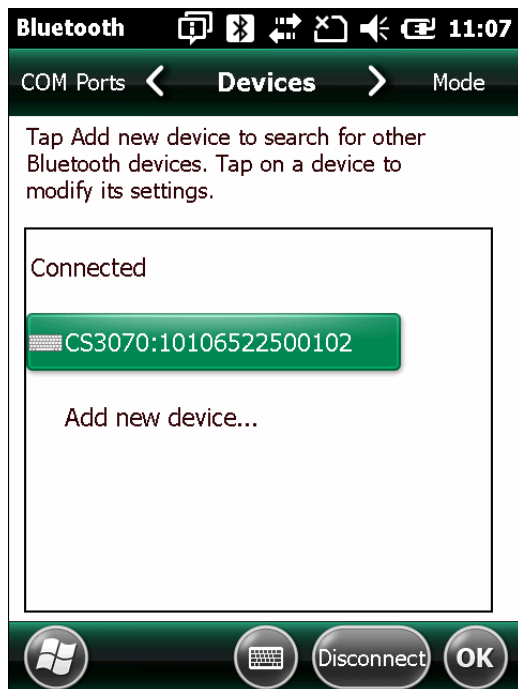 Bluetooth 11:07
COM Ports Devices Mode
Tap Add new device to search for other
Bluetooth devices. Tap on a device to
modify its settings.
Connected
CS3070:10106522500102
Add new device...
Disconnect OK